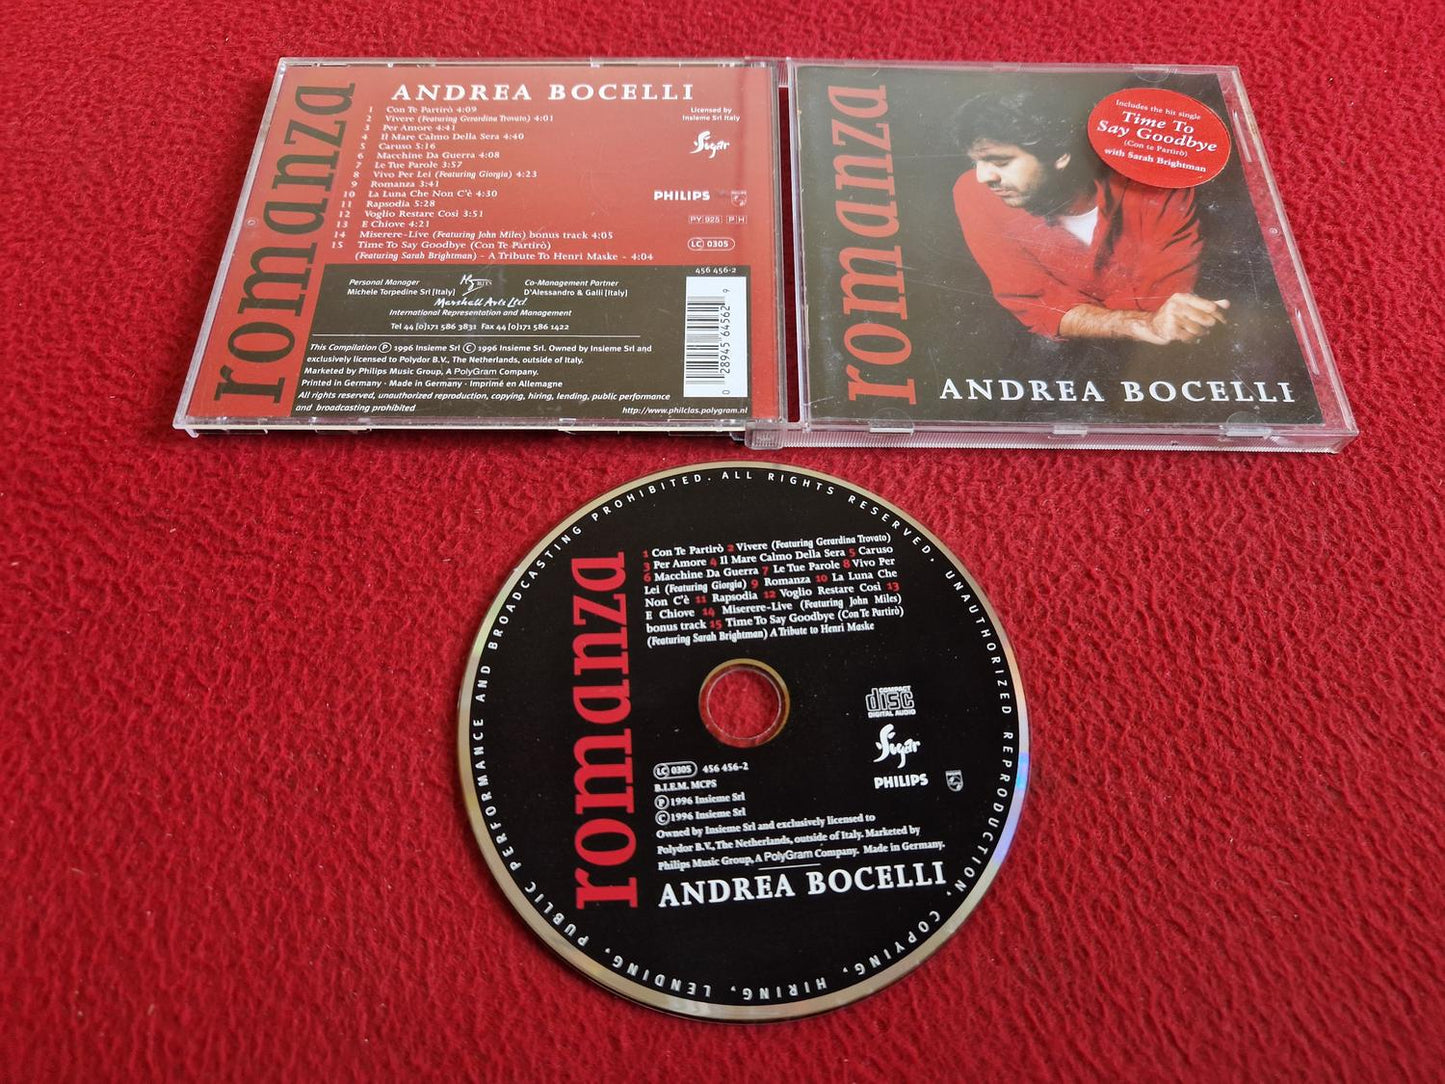 romanza
ANDREA BOCELLI
1 Con Te Partirò 4:09
2 Vivere (Featuring Gerardina Trovato) 4:01
3 Per Amore 4:41
4 Il Mare Calmo Della Sera 4:40
5 Caruso 5:16
6 Macchine Da Guerra 4:08
7 Le Tue Parole 3:57
8 Vivo Per Lei (Featuring Giorgia) 4:23
9 Romanza 3:41
10 La Luna Che Non C'è 4:30
11 Rapsodia 5:28
12 Voglio Restare Così 3:51
13 E Chiove 4:21
14 Miserere-Live (Featuring John Miles) bonus track 4:05
15 Time To Say Goodbye (Con Te Partirò)
(Featuring Sarah Brightman) - A Tribute To Henri Maske - 4:04
Licensed by
Insieme Srl Italy
Sugar
PHILIPS
PY 925 P H
LC 0305
456 456-2
Personal Manager
Michele Torpedine Srl [Italy]
Co-Management Partner
D'Alessandro & Galli [Italy]
Marshall Arts Ltd
International Representation and Management
Tel 44 [0]171 586 3831 Fax 44 [0]171 586 1422
This Compilation Ⓟ 1996 Insieme Srl Ⓒ 1996 Insieme Srl. Owned by Insieme Srl and
exclusively licensed to Polydor B.V., The Netherlands, outside of Italy.
Marketed by Philips Music Group, A PolyGram Company.
Printed in Germany - Made in Germany - Imprimé en Allemagne
All rights reserved, unauthorized reproduction, copying, hiring, lending, public performance
and broadcasting prohibited
http://www.philclas.polygram.nl
0 28945 64562 9
romanza
Includes the hit single
Time To
Say Goodbye
(Con te Partirò)
with Sarah Brightman
ANDREA BOCELLI
ALL RIGHTS RESERVED. UNAUTHORIZED REPRODUCTION, COPYING, HIRING, LENDING, PUBLIC PERFORMANCE AND BROADCASTING PROHIBITED.
romanza
1 Con Te Partirò 2 Vivere (Featuring Gerardina Trovato)
3 Per Amore 4 Il Mare Calmo Della Sera 5 Caruso
6 Macchine Da Guerra 7 Le Tue Parole 8 Vivo Per
Lei (Featuring Giorgia) 9 Romanza 10 La Luna Che
Non C'è 11 Rapsodia 12 Voglio Restare Così 13
E Chiove 14 Miserere-Live (Featuring John Miles)
bonus track 15 Time To Say Goodbye (Con Te Partirò)
(Featuring Sarah Brightman) A Tribute to Henri Maske
COMPACT
disc
DIGITAL AUDIO
Sugar
PHILIPS
LC 0305 456 456-2
B.I.E.M. MCPS
Ⓟ 1996 Insieme Srl
Ⓒ 1996 Insieme Srl
Owned by Insieme Srl and exclusively licensed to
Polydor B.V., The Netherlands, outside of Italy. Marketed by
Philips Music Group, A PolyGram Company. Made in Germany.
ANDREA BOCELLI